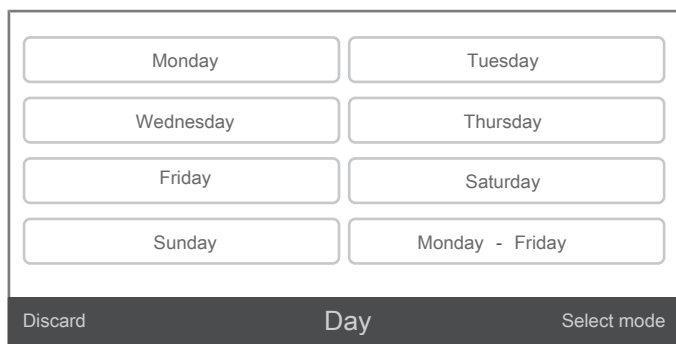 Monday
Tuesday
Wednesday
Thursday
Friday
Saturday
Sunday
Monday - Friday
Discard
Day
Select mode